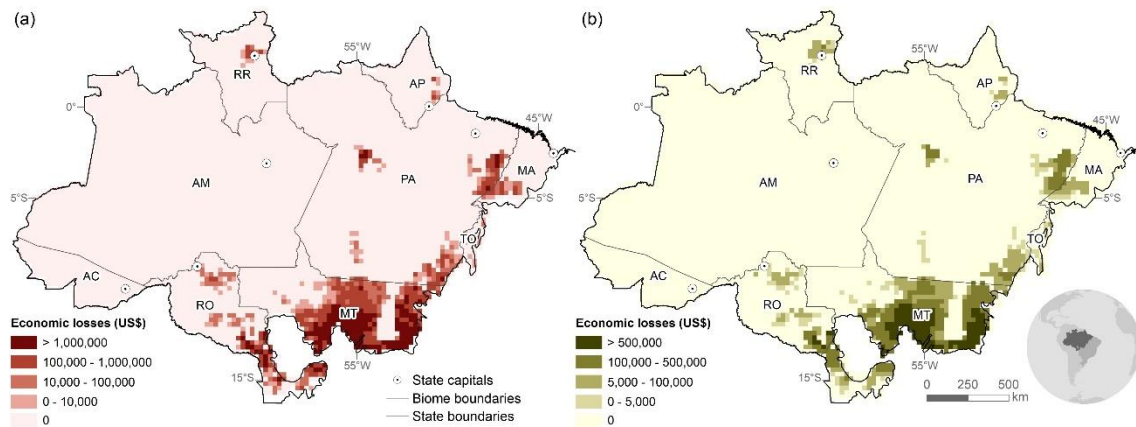 (a)
55°W
RR
AP
0°
45°W
AM
PA
MA
5°S
5°S
TO
AC
RO
MT
Economic losses (US$)
> 1,000,000
100,000 - 1,000,000
10,000 - 100,000
0 - 10,000
0
15°S
55°W
State capitals
Biome boundaries
State boundaries
(b)
55°W
RR
AP
0°
45°W
AM
PA
MA
5°S
5°S
TO
AC
RO
MT
Economic losses (US$)
> 500,000
100,000 - 500,000
5,000 - 100,000
0 - 5,000
0
15°S
55°W
0 250 500
km